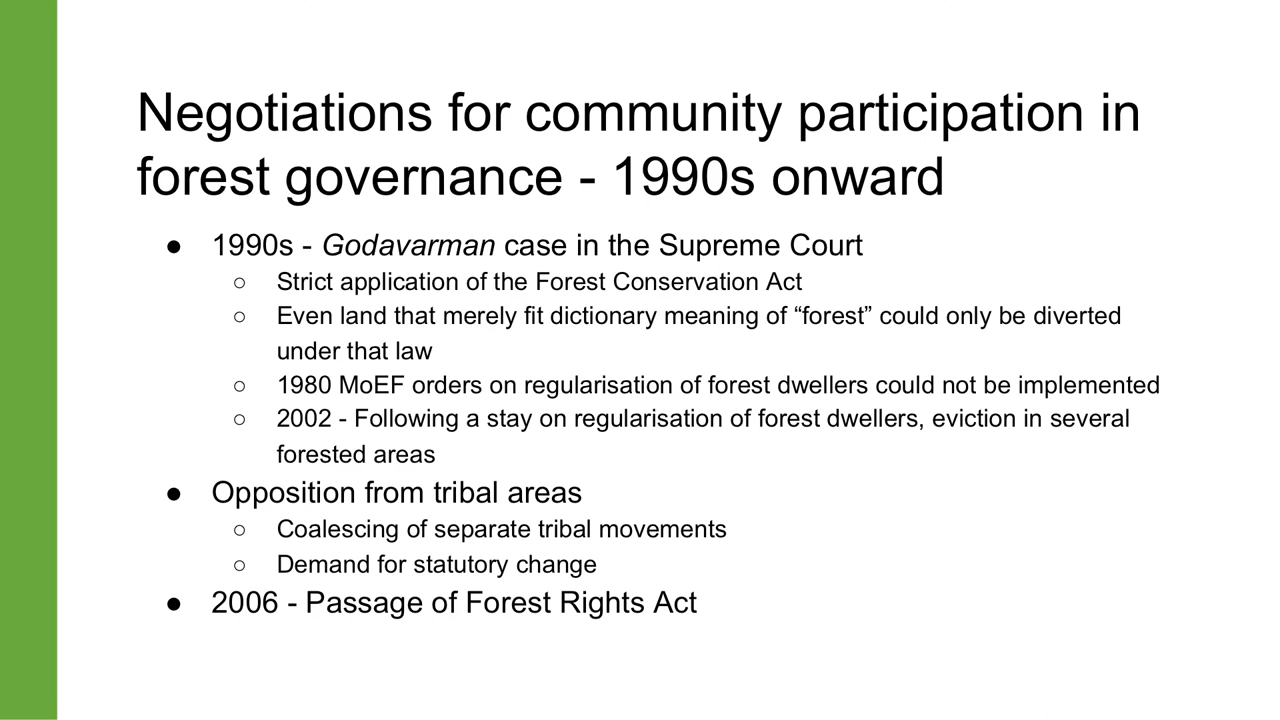 Negotiations for community participation in
forest governance - 1990s onward
● 1990s - Godavarman case in the Supreme Court
○ Strict application of the Forest Conservation Act
○ Even land that merely fit dictionary meaning of “forest” could only be diverted
under that law
○ 1980 MoEF orders on regularisation of forest dwellers could not be implemented
○ 2002 - Following a stay on regularisation of forest dwellers, eviction in several
forested areas
● Opposition from tribal areas
○ Coalescing of separate tribal movements
○ Demand for statutory change
● 2006 - Passage of Forest Rights Act